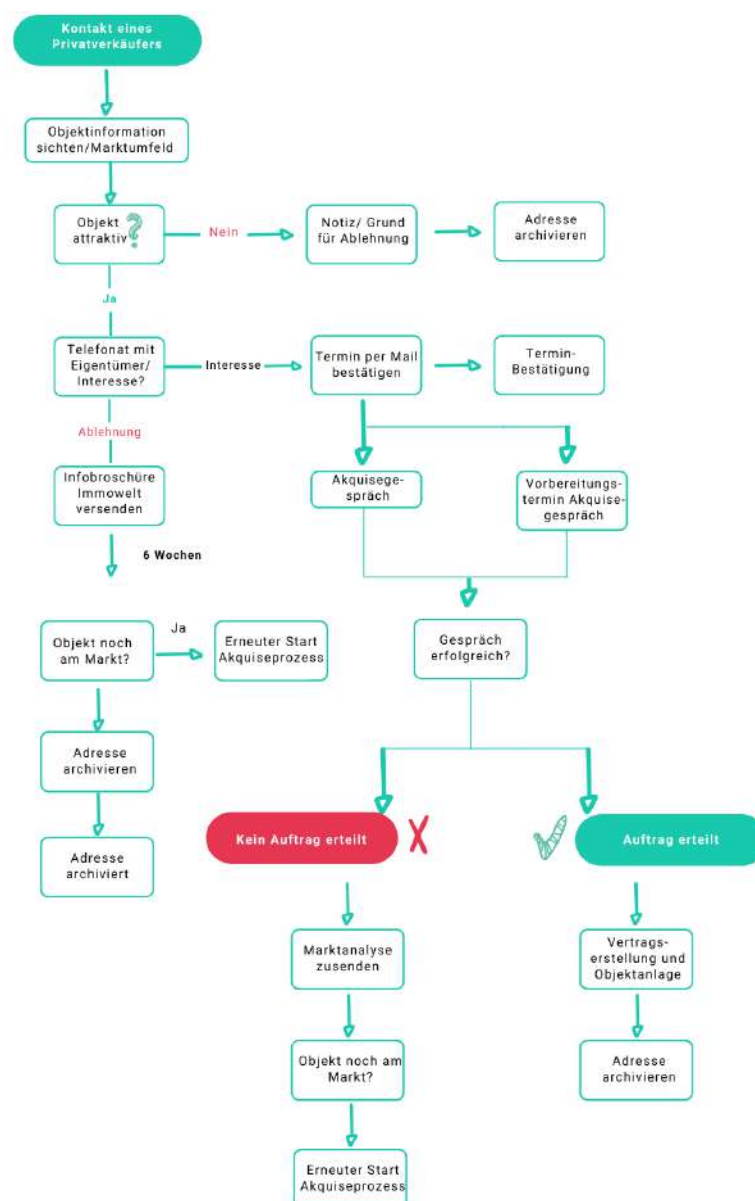 Kontakt eines
Privatverkäufers
Objektinformation
sichten/Marktumfeld
Objekt
attraktiv?
Nein
Notiz/ Grund
für Ablehnung
Adresse
archivieren
Ja
Telefonat mit
Eigentümer/
Interesse?
Interesse
Termin per Mail
bestätigen
Termin-
Bestätigung
Ablehnung
Infobroschüre
Immowelt
versenden
Akquisege-
spräch
Vorbereitungs-
termin Akquise-
gespräch
6 Wochen
Objekt noch
am Markt?
Ja
Erneuter Start
Akquiseprozess
Gespräch
erfolgreich?
Adresse
archivieren
Kein Auftrag erteilt
X
Auftrag erteilt
Adresse
archiviert
Marktanalyse
zusenden
Vertrags-
erstellung und
Objektanlage
Objekt noch am
Markt?
Adresse
archivieren
Erneuter Start
Akquiseprozess